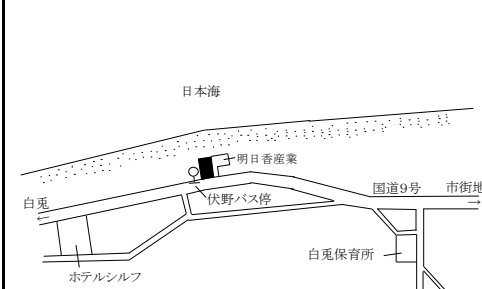 日本海
明日香産業
白兎
伏野バス停
国道9号
市街地
白兎保育所
ホテルシルフ